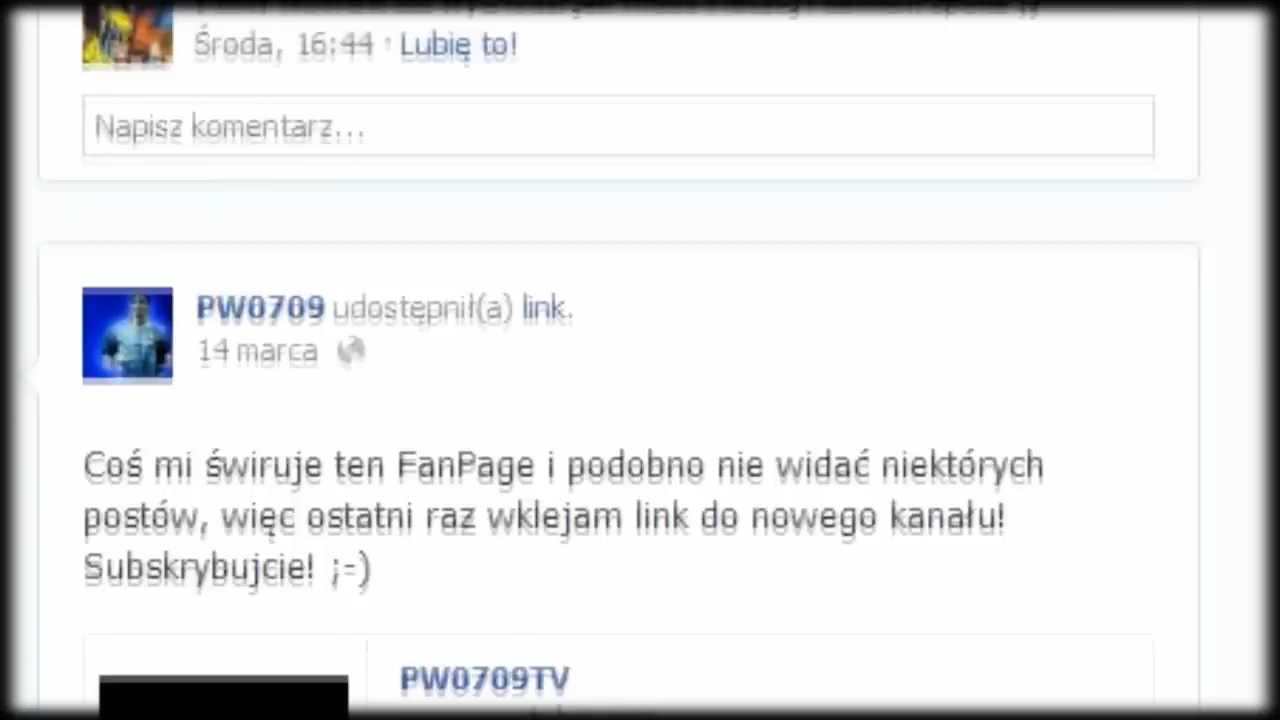 Środa, 16:44 · Lubię to!
Napisz komentarz...
PW0709 udostępnił(a) link.
14 marca
Coś mi świruje ten FanPage i podobno nie widać niektórych
postów, więc ostatni raz wklejam link do nowego kanału!
Subskrybujcie! ;-)
PW0709TV